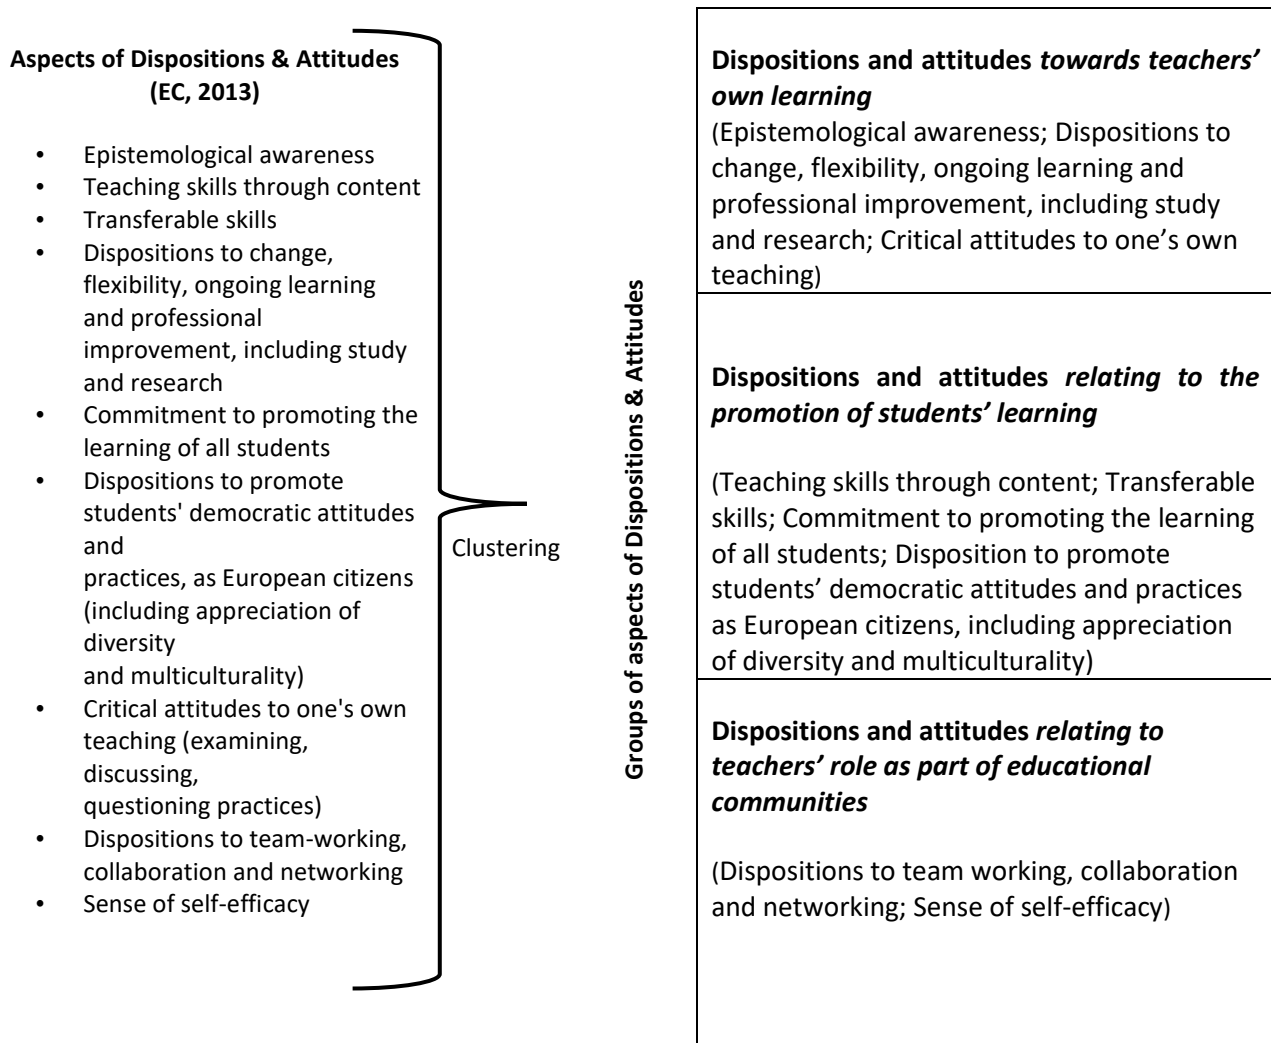 Aspects of Dispositions & Attitudes
(EC, 2013)
• Epistemological awareness
• Teaching skills through content
• Transferable skills
• Dispositions to change,
flexibility, ongoing learning
and professional
improvement, including study
and research
• Commitment to promoting the
learning of all students
• Dispositions to promote
students' democratic attitudes
and
practices, as European citizens
(including appreciation of
diversity
and multiculturality)
• Critical attitudes to one's own
teaching (examining,
discussing,
questioning practices)
• Dispositions to team-working,
collaboration and networking
• Sense of self-efficacy
Clustering
Groups of aspects of Dispositions & Attitudes
Dispositions and attitudes towards teachers’
own learning
(Epistemological awareness; Dispositions to
change, flexibility, ongoing learning and
professional improvement, including study
and research; Critical attitudes to one’s own
teaching)
Dispositions and attitudes relating to the
promotion of students’ learning
(Teaching skills through content; Transferable
skills; Commitment to promoting the learning
of all students; Disposition to promote
students’ democratic attitudes and practices
as European citizens, including appreciation
of diversity and multiculturality)
Dispositions and attitudes relating to
teachers’ role as part of educational
communities
(Dispositions to team working, collaboration
and networking; Sense of self-efficacy)